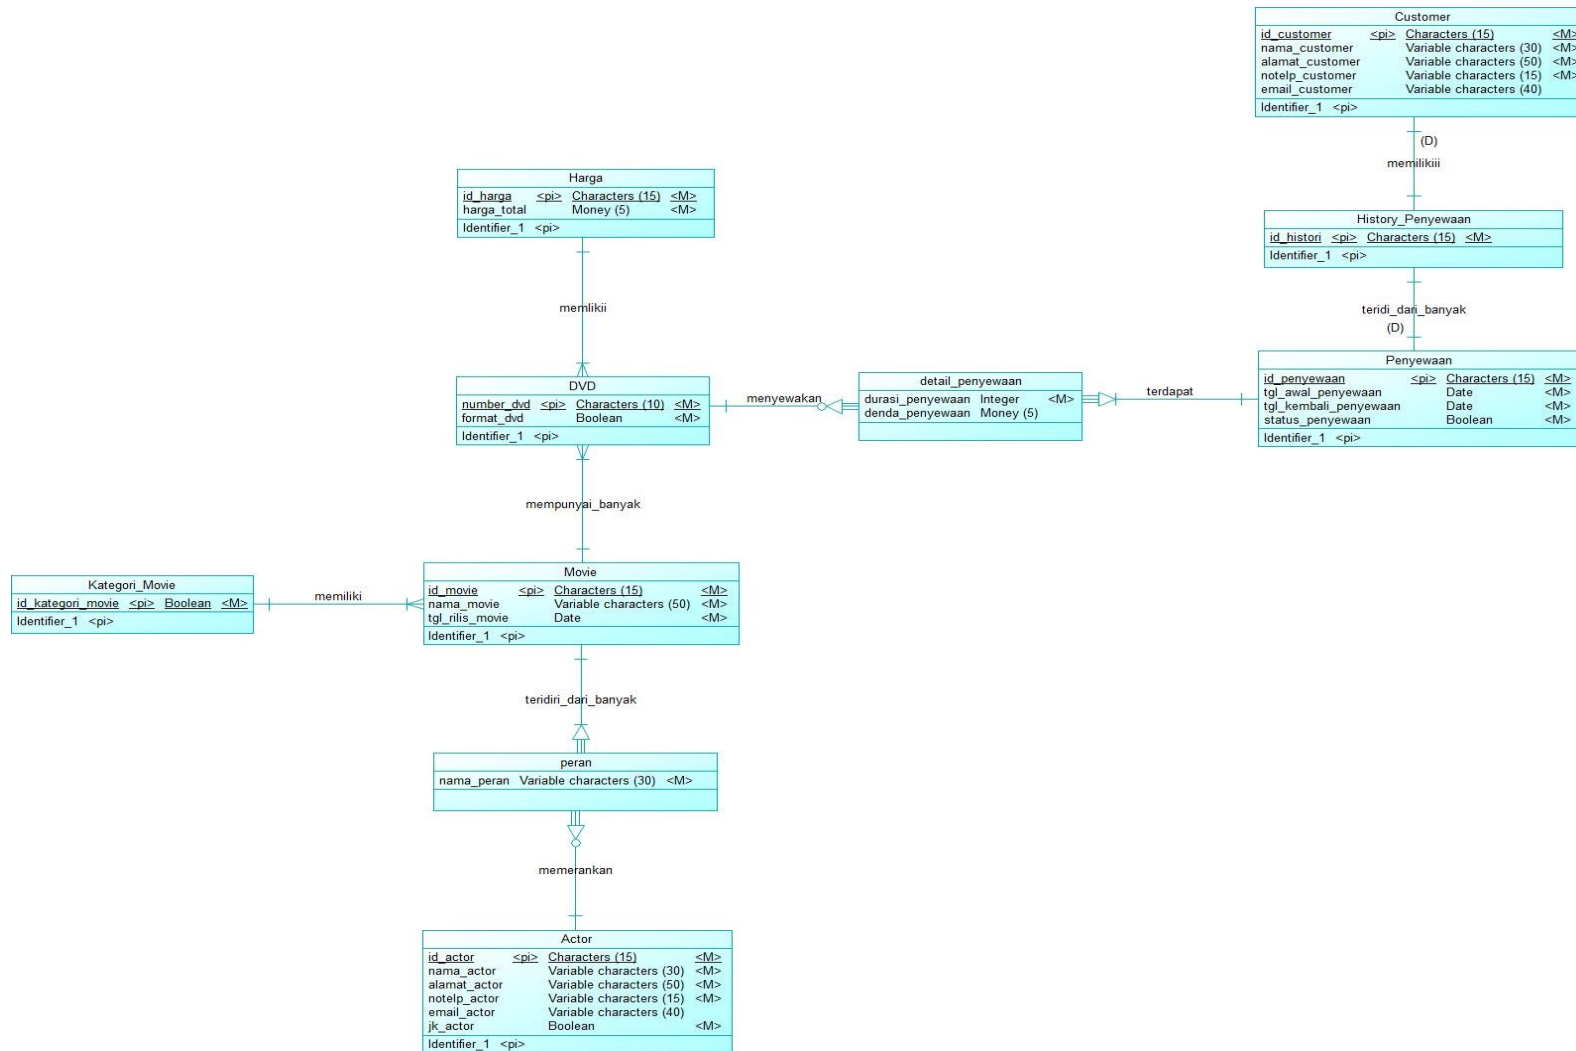 Customer
id_customer <pi> Characters (15) <M>
nama_customer Variable characters (30) <M>
alamat_customer Variable characters (50) <M>
notelp_customer Variable characters (15) <M>
email_customer Variable characters (40)
Identifier_1 <pi>
(D)
memilikiii
Harga
id_harga <pi> Characters (15) <M>
harga_total Money (5) <M>
Identifier_1 <pi>
History_Penyewaan
id_histori <pi> Characters (15) <M>
Identifier_1 <pi>
memlikii
teridi_dari_banyak
(D)
DVD
number_dvd <pi> Characters (10) <M>
format_dvd Boolean <M>
Identifier_1 <pi>
menyewakan
detail_penyewaan
durasi_penyewaan Integer <M>
denda_penyewaan Money (5)
terdapat
Penyewaan
id_penyewaan <pi> Characters (15) <M>
tgl_awal_penyewaan Date <M>
tgl_kembali_penyewaan Date <M>
status_penyewaan Boolean <M>
Identifier_1 <pi>
mempunyai_banyak
Kategori_Movie
id_kategori_movie <pi> Boolean <M>
Identifier_1 <pi>
memiliki
Movie
id_movie <pi> Characters (15) <M>
nama_movie Variable characters (50) <M>
tgl_rilis_movie Date <M>
Identifier_1 <pi>
teridiri_dari_banyak
peran
nama_peran Variable characters (30) <M>
memerankan
Actor
id_actor <pi> Characters (15) <M>
nama_actor Variable characters (30) <M>
alamat_actor Variable characters (50) <M>
notelp_actor Variable characters (15) <M>
email_actor Variable characters (40)
jk_actor Boolean <M>
Identifier_1 <pi>